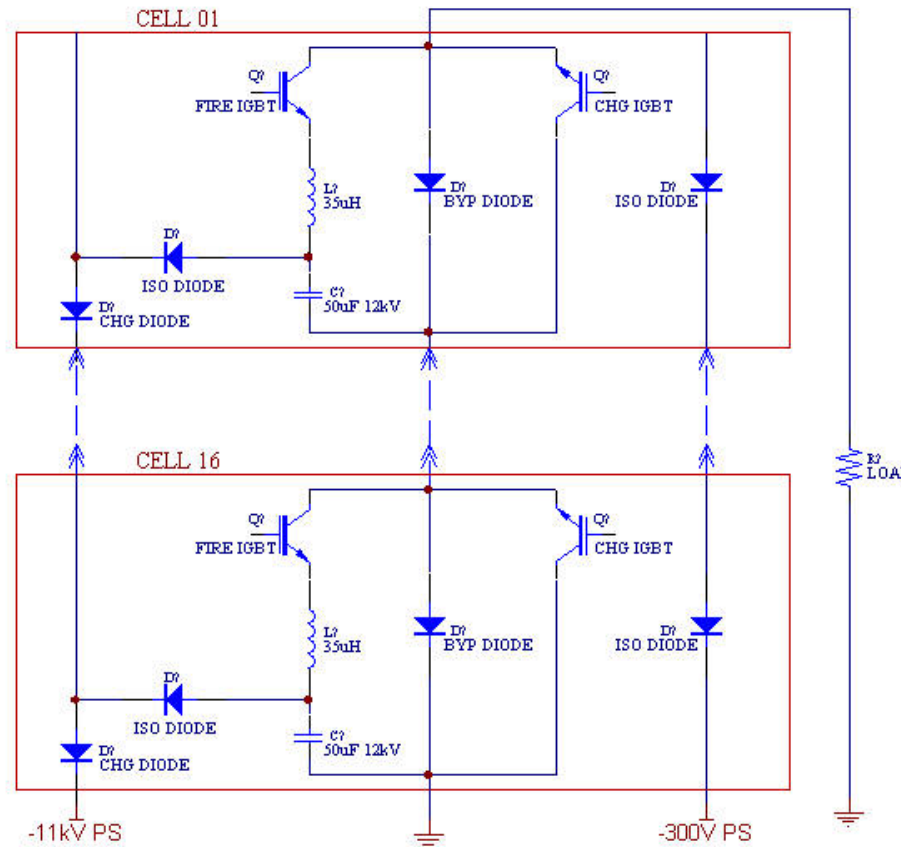 CELL 01
Q?
FIRE IGBT
Q?
CHG IGBT
L?
35uH
D?
BYP DIODE
D?
ISO DIODE
D?
ISO DIODE
D?
CHG DIODE
C?
50uF 12kV
CELL 16
R?
LOA
Q?
FIRE IGBT
Q?
CHG IGBT
L?
35uH
D?
BYP DIODE
D?
ISO DIODE
D?
ISO DIODE
D?
CHG DIODE
C?
50uF 12kV
-11kV PS
-300V PS